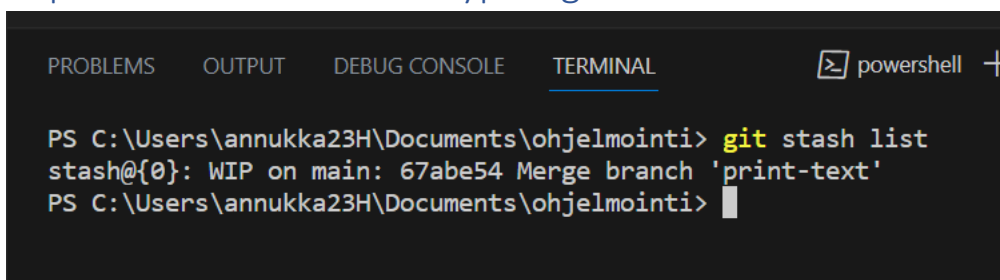 PROBLEMS OUTPUT DEBUG CONSOLE TERMINAL powershell
PS C:\Users\annukka23H\Documents\ohjelmointi> git stash list
stash@{0}: WIP on main: 67abe54 Merge branch 'print-text'
PS C:\Users\annukka23H\Documents\ohjelmointi>